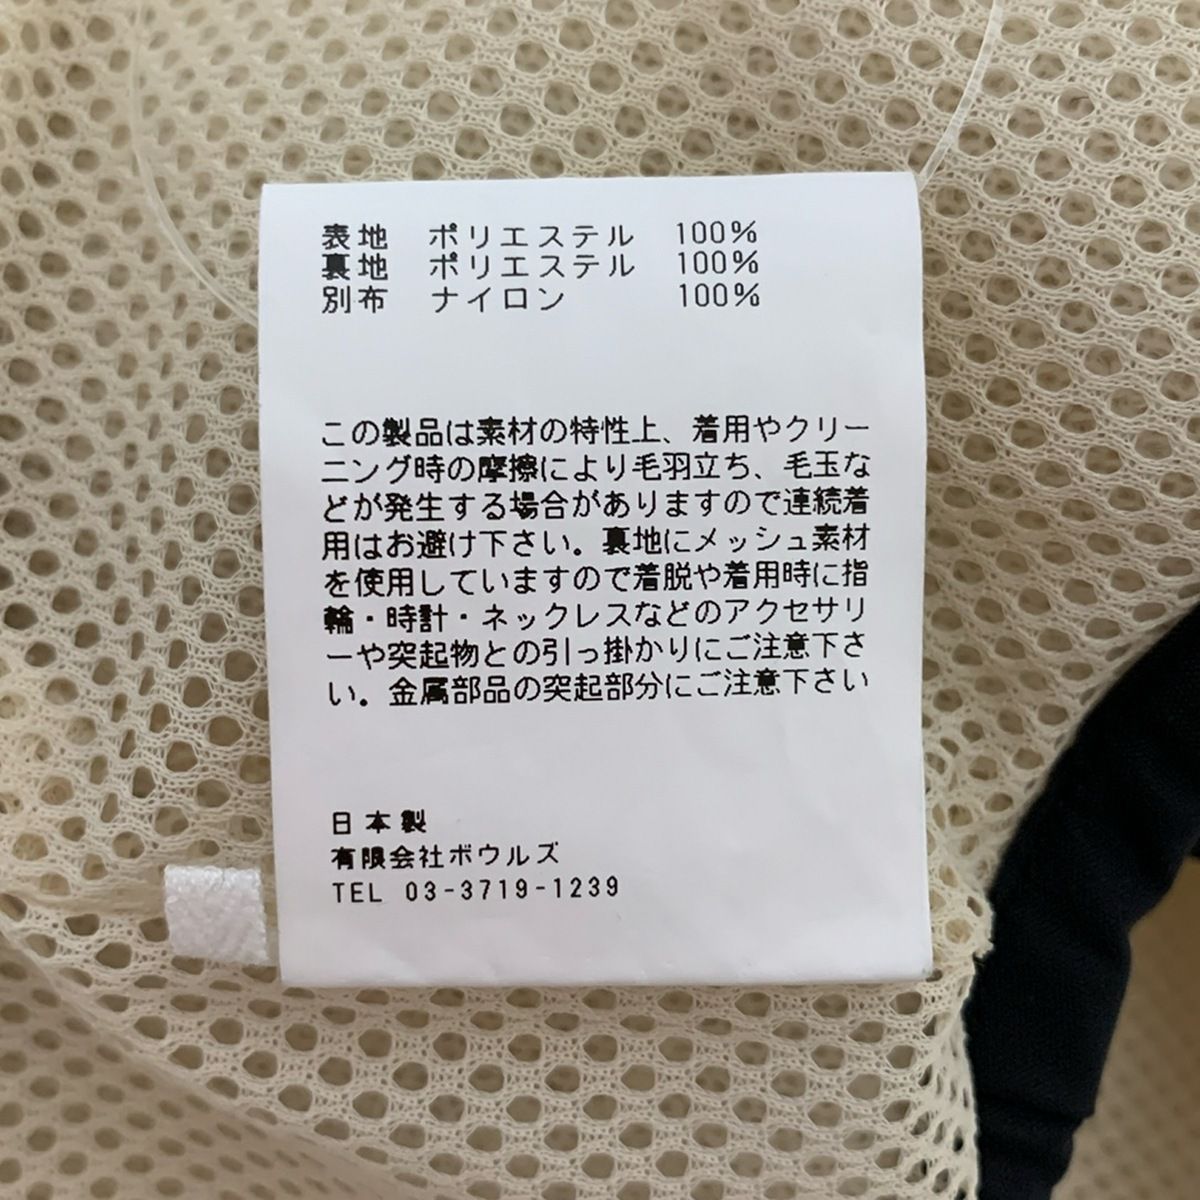 表地 ポリエステル 100%
裏地 ポリエステル 100%
別布 ナイロン 100%
この製品は素材の特性上、着用やクリー
ニング時の摩擦により毛羽立ち、毛玉な
どが発生する場合がありますので連続着
用はお避け下さい。裏地にメッシュ素材
を使用していますので着脱や着用時に指
輪・時計・ネックレスなどのアクセサリ
ーや突起物との引っ掛かりにご注意下さ
い。金属部品の突起部分にご注意下さい
日本製
有限会社ボウルズ
TEL 03-3719-1239